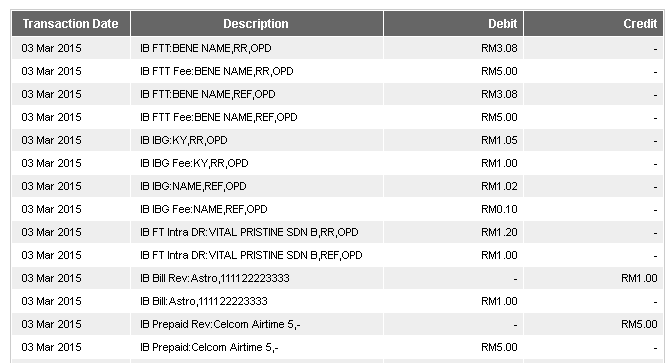 Transaction Date Description Debit Credit
03 Mar 2015 IB FTT:BENE NAME,RR,OPD RM3.08 -
03 Mar 2015 IB FTT Fee:BENE NAME,RR,OPD RM5.00 -
03 Mar 2015 IB FTT:BENE NAME,REF,OPD RM3.08 -
03 Mar 2015 IB FTT Fee:BENE NAME,REF,OPD RM5.00 -
03 Mar 2015 IB IBG:KY,RR,OPD RM1.05 -
03 Mar 2015 IB IBG Fee:KY,RR,OPD RM1.00 -
03 Mar 2015 IB IBG:NAME,REF,OPD RM1.02 -
03 Mar 2015 IB IBG Fee:NAME,REF,OPD RM0.10 -
03 Mar 2015 IB FT Intra DR:VITAL PRISTINE SDN B,RR,OPD RM1.20 -
03 Mar 2015 IB FT Intra DR:VITAL PRISTINE SDN B,REF,OPD RM1.00 -
03 Mar 2015 IB Bill Rev:Astro,111122223333 - RM1.00
03 Mar 2015 IB Bill:Astro,111122223333 RM1.00 -
03 Mar 2015 IB Prepaid Rev:Celcom Airtime 5,- - RM5.00
03 Mar 2015 IB Prepaid:Celcom Airtime 5,- RM5.00 -